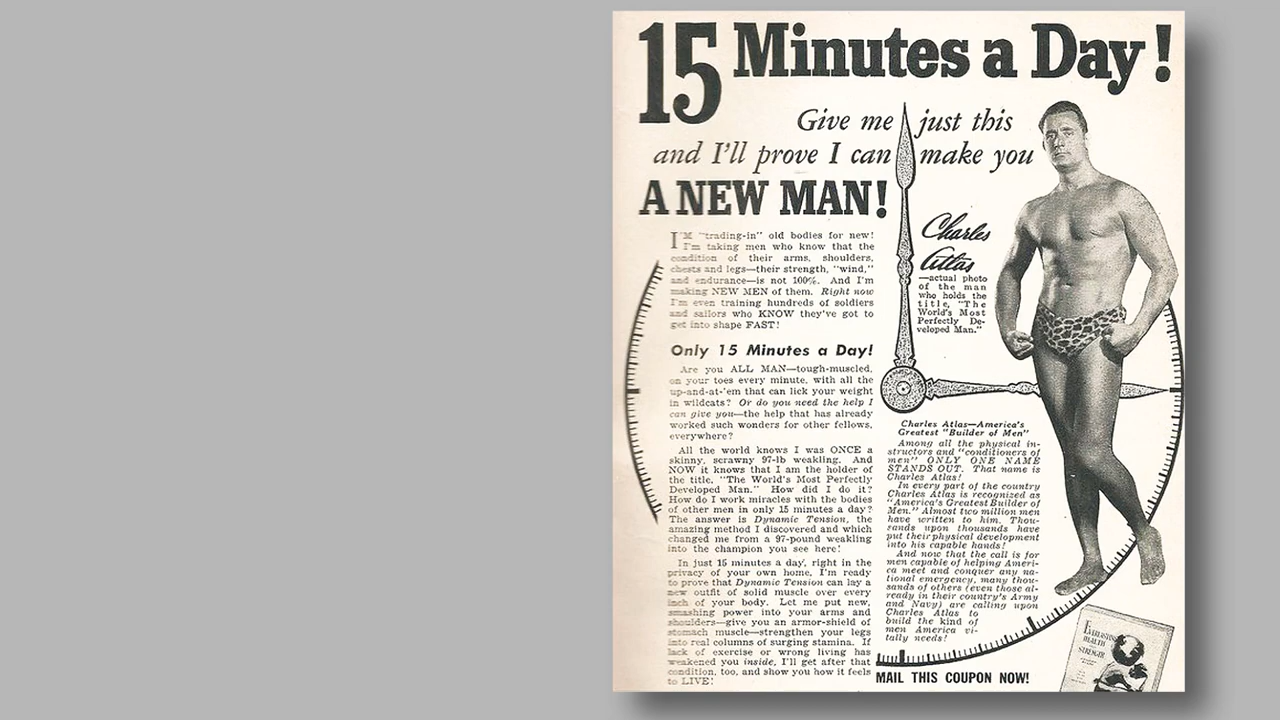 15 Minutes a Day!
Give me just this
and I'll prove I can make you
A NEW MAN!
I'M "trading-in" old bodies for new!
I'm taking men who know that the
condition of their arms, shoulders,
chests and legs—their strength, "wind,"
and endurance—is not 100%. And I'm
making NEW MEN of them. Right now
I'm even training hundreds of soldiers
and sailors who KNOW they've got to
get into shape FAST!
Only 15 Minutes a Day!
Are you ALL MAN—tough-muscled,
on your toes every minute, with all the
up-and-at-'em that can lick your weight
in wildcats? Or do you need the help I
can give you—the help that has already
worked such wonders for other fellows,
everywhere?
All the world knows I was ONCE a
skinny, scrawny 97-lb weakling. And
NOW it knows that I am the holder of
the title, "The World's Most Perfectly
Developed Man." How did I do it?
How do I work miracles with the bodies
of other men in only 15 minutes a day?
The answer is Dynamic Tension, the
amazing method I discovered and which
changed me from a 97-pound weakling
into the champion you see here!
In just 15 minutes a day, right in the
privacy of your own home, I'm ready
to prove that Dynamic Tension can lay a
new outfit of solid muscle over every
inch of your body. Let me put new,
smashing power into your arms and
shoulders—give you an armor-shield of
stomach muscle—strengthen your legs
into real columns of surging stamina. If
lack of exercise or wrong living has
weakened you inside, I'll get after that
condition, too, and show you how it feels
to LIVE!
Charles
Atlas
—actual photo
of the man
who holds the
title, "The
World's Most
Perfectly De-
veloped Man."
Charles Atlas—America's
Greatest "Builder of Men"
Among all the physical in-
structors and "conditioners of
men" ONLY ONE NAME
STANDS OUT. That name is
Charles Atlas!
In every part of the country
Charles Atlas is recognized as
"America's Greatest Builder of
Men." Almost two million men
have written to him. Thou-
sands upon thousands have
put their physical development
into his capable hands!
And now that the call is for
men capable of helping Ameri-
ca meet and conquer any na-
tional emergency, many thou-
sands of others (even those al-
ready in their country's Army
and Navy) are calling upon
Charles Atlas to
build the kind of
men America vi-
tally needs!
MAIL THIS COUPON NOW!
EVERLASTING
HEALTH
STRENGTH